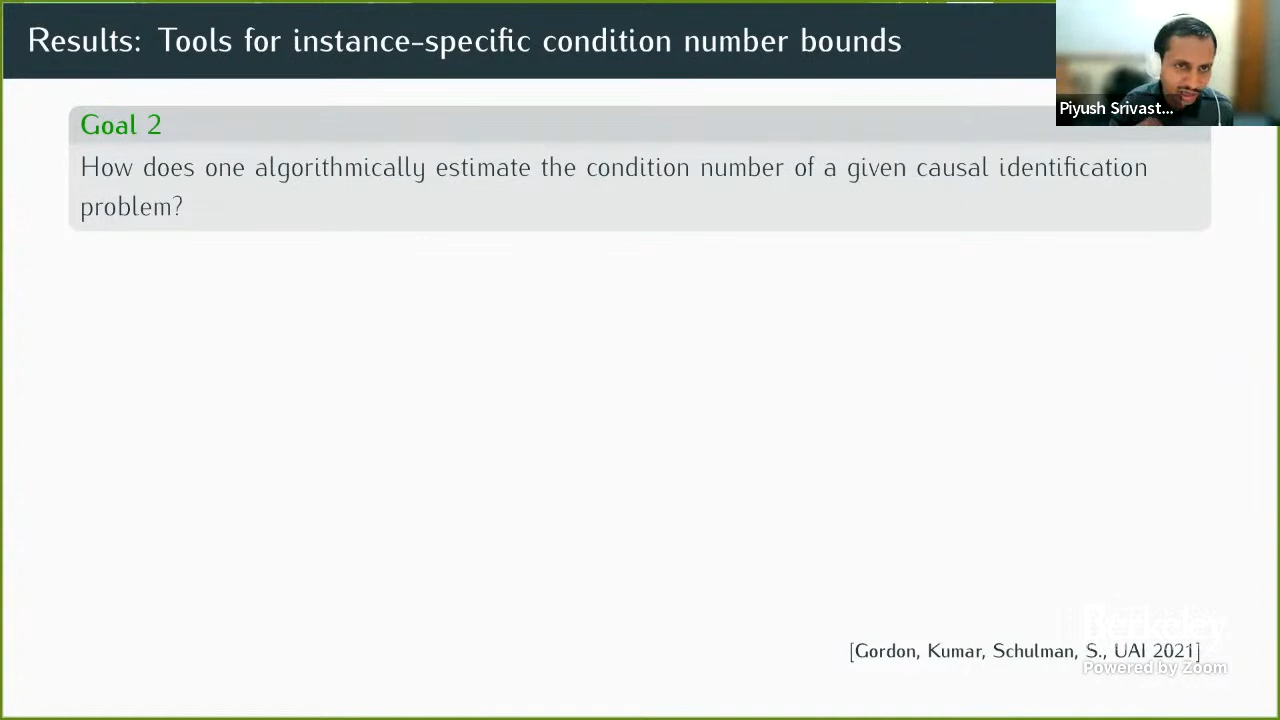 Results: Tools for instance-specific condition number bounds
Piyush Srivast...
Goal 2
How does one algorithmically estimate the condition number of a given causal identification
problem?
Berkeley
[Gordon, Kumar, Schulman, S., UAI 2021]
Powered by Zoom